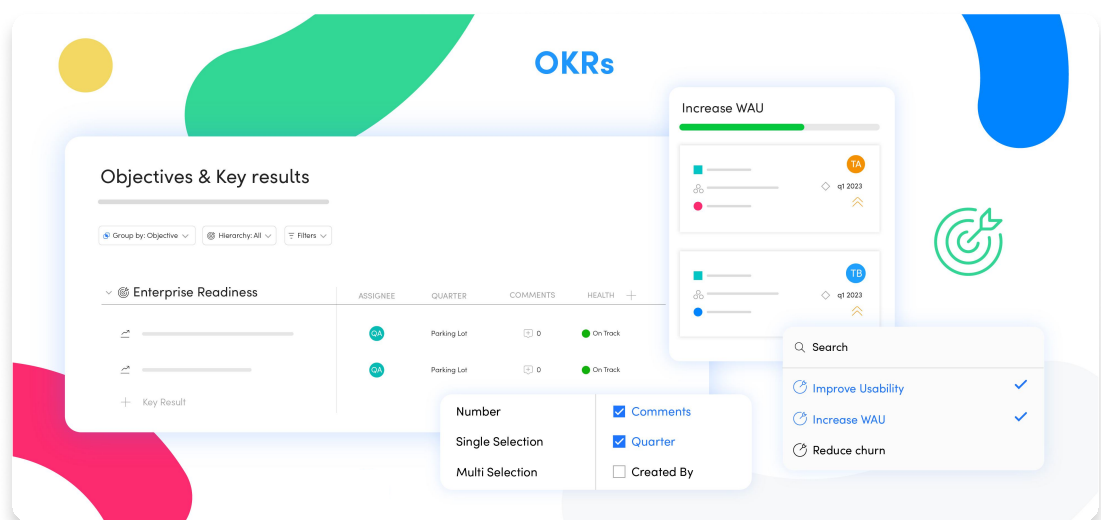 OKRs
Objectives & Key results
Group by: Objective
Hierarchy: All
Filters
Enterprise Readiness
ASSIGNEE
QUARTER
COMMENTS
HEALTH
QA
Parking Lot
0
On Track
QA
Parking Lot
0
On Track
Key Result
Increase WAU
TA
q1 2023
TB
q1 2023
Number
Single Selection
Multi Selection
Comments
Quarter
Created By
Search
Improve Usability
Increase WAU
Reduce churn